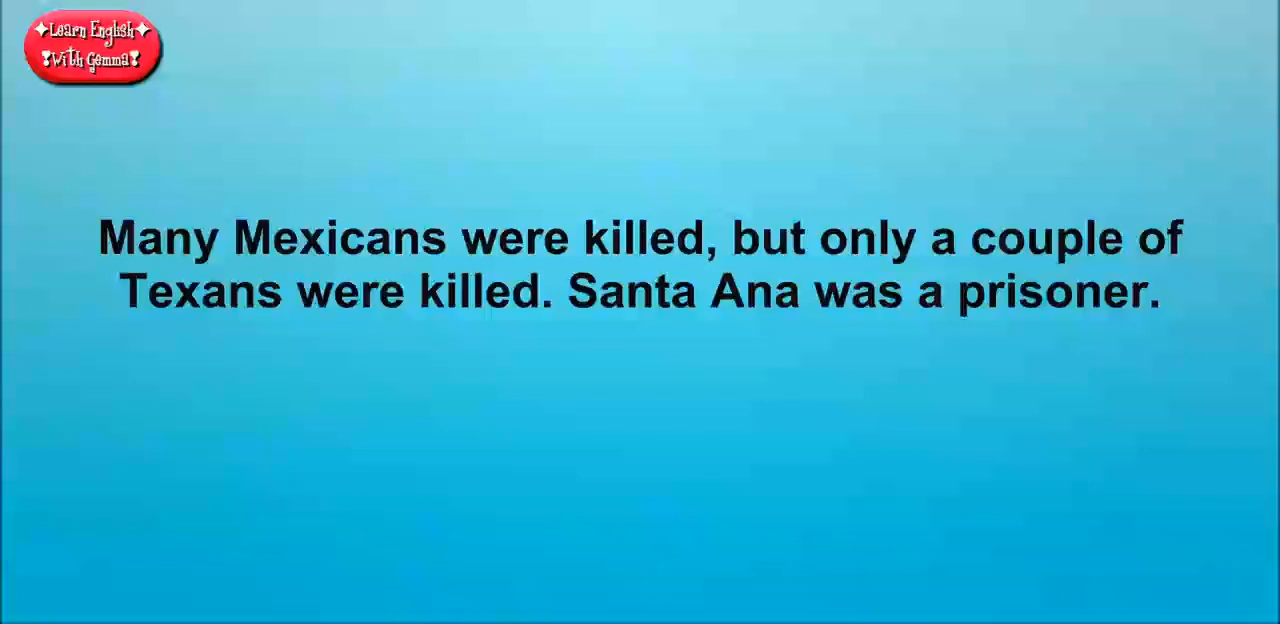 ✦Learn English✦
❣With Gemma❣
Many Mexicans were killed, but only a couple of
Texans were killed. Santa Ana was a prisoner.